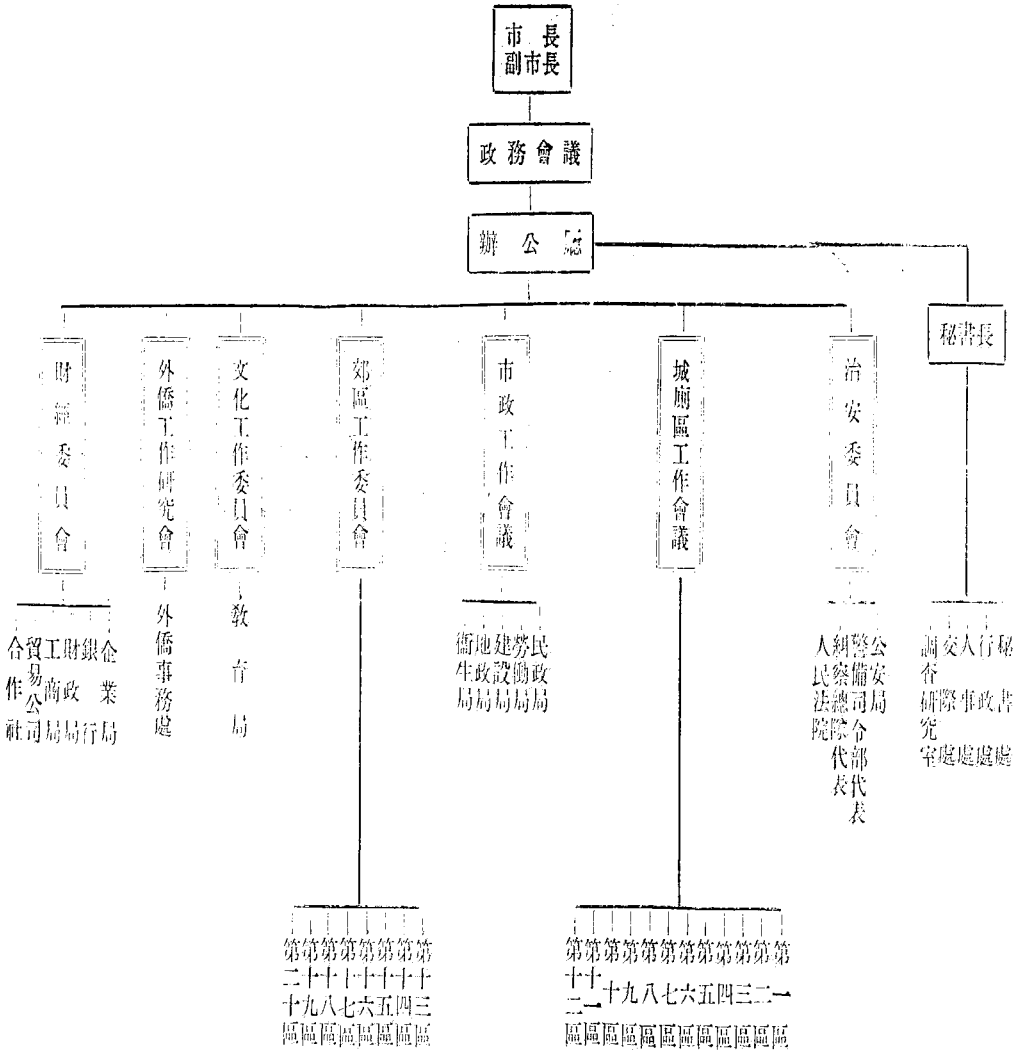 市長
副市長
政務會議
辦公廳
秘書長
治安委員會
城廂區工作會議
市政工作會議
郊區工作委員會
文化工作委員會
外僑工作研究會
財經委員會
秘書處
行政處
人事處
交際處
調查研究室
公安局
警備司令部代表
糾察總隊代表
人民法院
民政局
勞動局
建設局
地政局
衞生局
教育局
外僑事務處
企業局
銀行
財政局
工商局
貿易公司
合作社
第一區
第二區
第三區
第四區
第五區
第六區
第七區
第八區
第九區
第十區
第十一區
第十二區
第十三區
第十四區
第十五區
第十六區
第十七區
第十八區
第十九區
第二十區